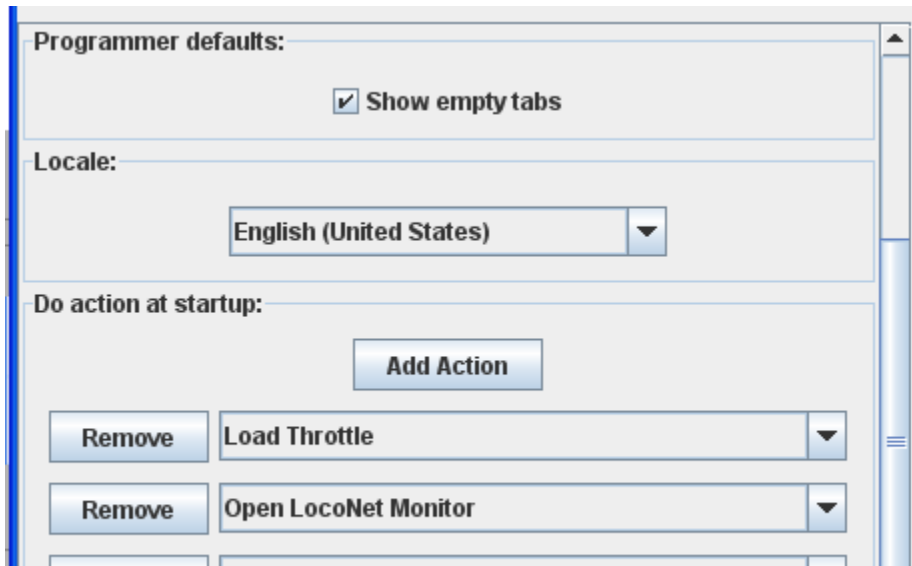 Programmer defaults:
Show empty tabs
Locale:
English (United States)
Do action at startup:
Add Action
Remove Load Throttle
Remove Open LocoNet Monitor